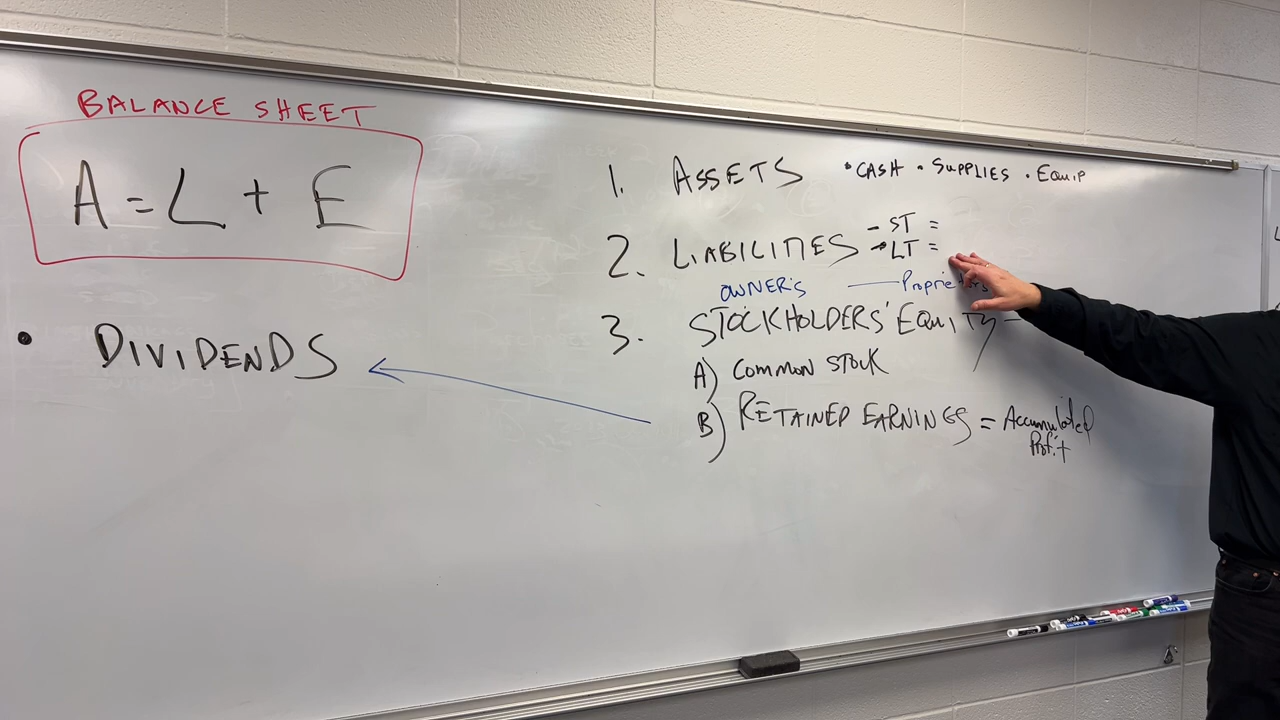 BALANCE SHEET
A = L + E
• DIVIDENDS
1. ASSETS • CASH • SUPPLIES • EQUIP
2. LIABILITIES - ST =
- LT =
OWNER'S — Proprietors
3. STOCKHOLDERS' EQUITY -
A) COMMON STOCK
B) RETAINED EARNINGS = Accumulated
Profit